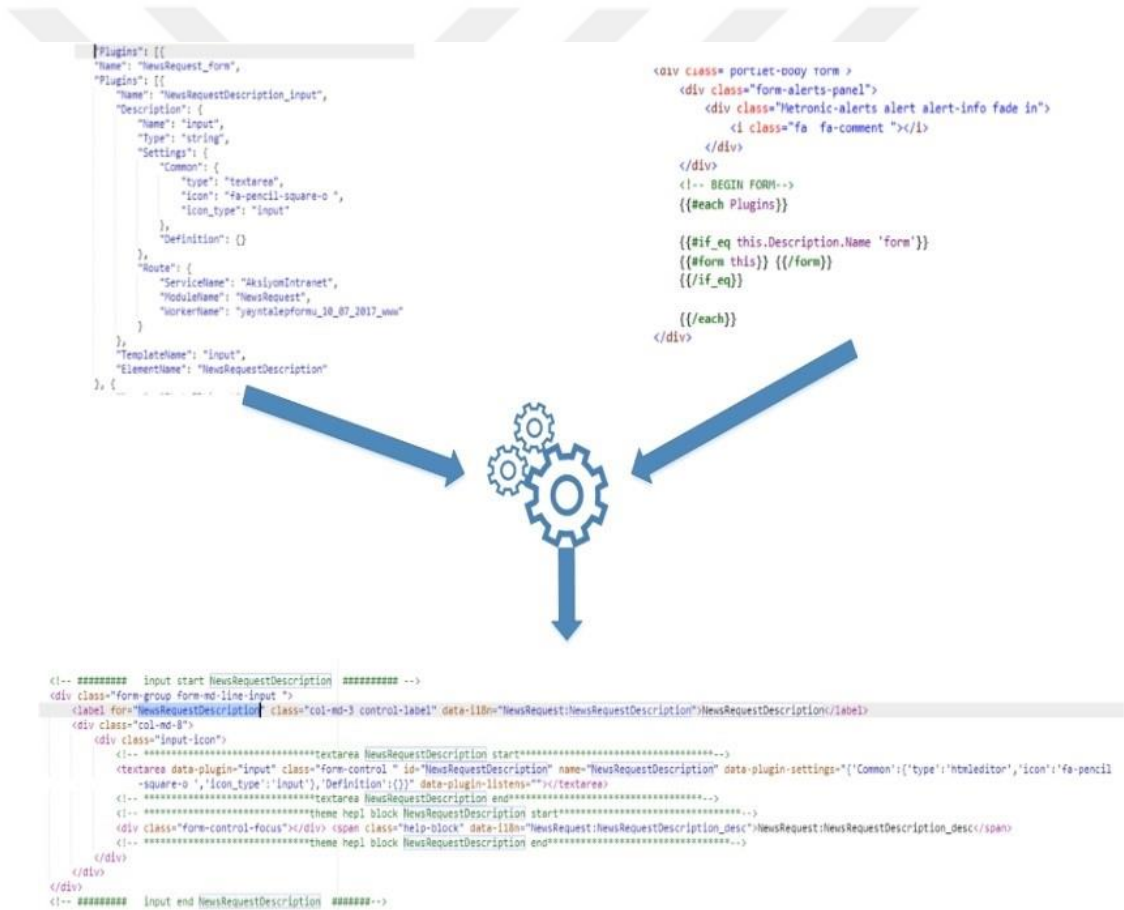 "Plugins": [{
"Name": "NewsRequest_form",
"Plugins": [{
"Name": "NewsRequestDescription_input",
"Description": {
"Name": "input",
"Type": "string",
"Settings": {
"Common": {
"type": "textarea",
"icon": "fa-pencil-square-o ",
"icon_type": "input"
},
"Definition": {}
},
"Route": {
"ServiceName": "AksiyomIntranet",
"ModuleName": "NewsRequest",
"WorkerName": "yayntalepformu_10_07_2017_www"
}
},
"TemplateName": "input",
"ElementName": "NewsRequestDescription"
}, {
<div class="portlet-body form">
<div class="form-alerts-panel">
<div class="Metronic-alerts alert alert-info fade in">
<i class="fa  fa-comment "></i>
</div>
</div>
<!-- BEGIN FORM-->
{{#each Plugins}}
{{#if_eq this.Description.Name 'form'}}
{{#form this}} {{/form}}
{{/if_eq}}
{{/each}}
</div>
<!-- #########   input start NewsRequestDescription  ########## -->
<div class="form-group form-md-line-input ">
<label for="NewsRequestDescription" class="col-md-3 control-label" data-i18n="NewsRequest:NewsRequestDescription">NewsRequestDescription</label>
<div class="col-md-8">
<div class="input-icon">
<!-- *******************************textarea NewsRequestDescription start***********************************-->
<textarea data-plugin="input" class="form-control " id="NewsRequestDescription" name="NewsRequestDescription" data-plugin-settings="{'Common':{'type':'htmleditor','icon':'fa-pencil
-square-o ','icon_type':'input'},'Definition':{}}" data-plugin-listens=""></textarea>
<!-- *******************************textarea NewsRequestDescription end***********************************-->
<!-- ******************************theme hepl block NewsRequestDescription start*********************************-->
<div class="form-control-focus"></div> <span class="help-block" data-i18n="NewsRequest:NewsRequestDescription_desc">NewsRequest:NewsRequestDescription_desc</span>
<!-- ******************************theme hepl block NewsRequestDescription end*********************************-->
</div>
</div>
</div>
<!-- #########   input end NewsRequestDescription  #######-->